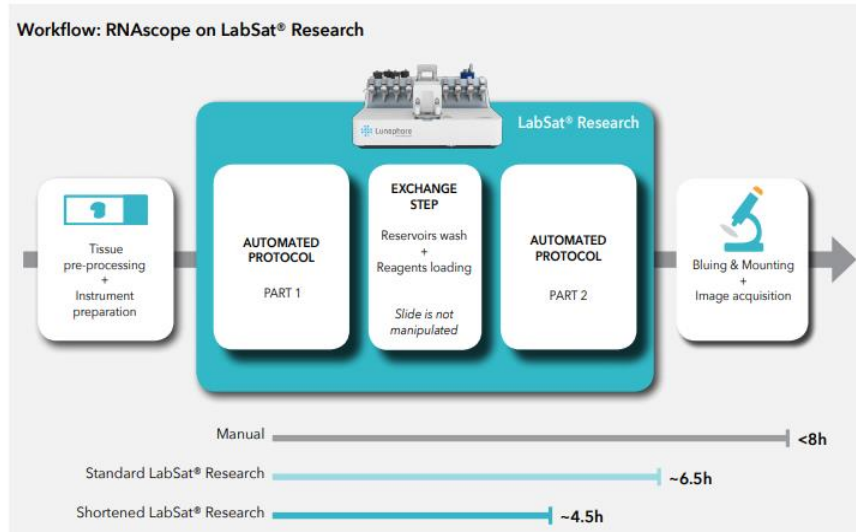 Workflow: RNAscope on LabSat® Research
Lunaphore
LabSat® Research
Tissue
pre-processing
+
Instrument
preparation
AUTOMATED
PROTOCOL
PART 1
EXCHANGE
STEP
Reservoirs wash
+
Reagents loading
Slide is not
manipulated
AUTOMATED
PROTOCOL
PART 2
Bluing & Mounting
+
Image acquisition
Manual
<8h
Standard LabSat® Research
~6.5h
Shortened LabSat® Research
~4.5h